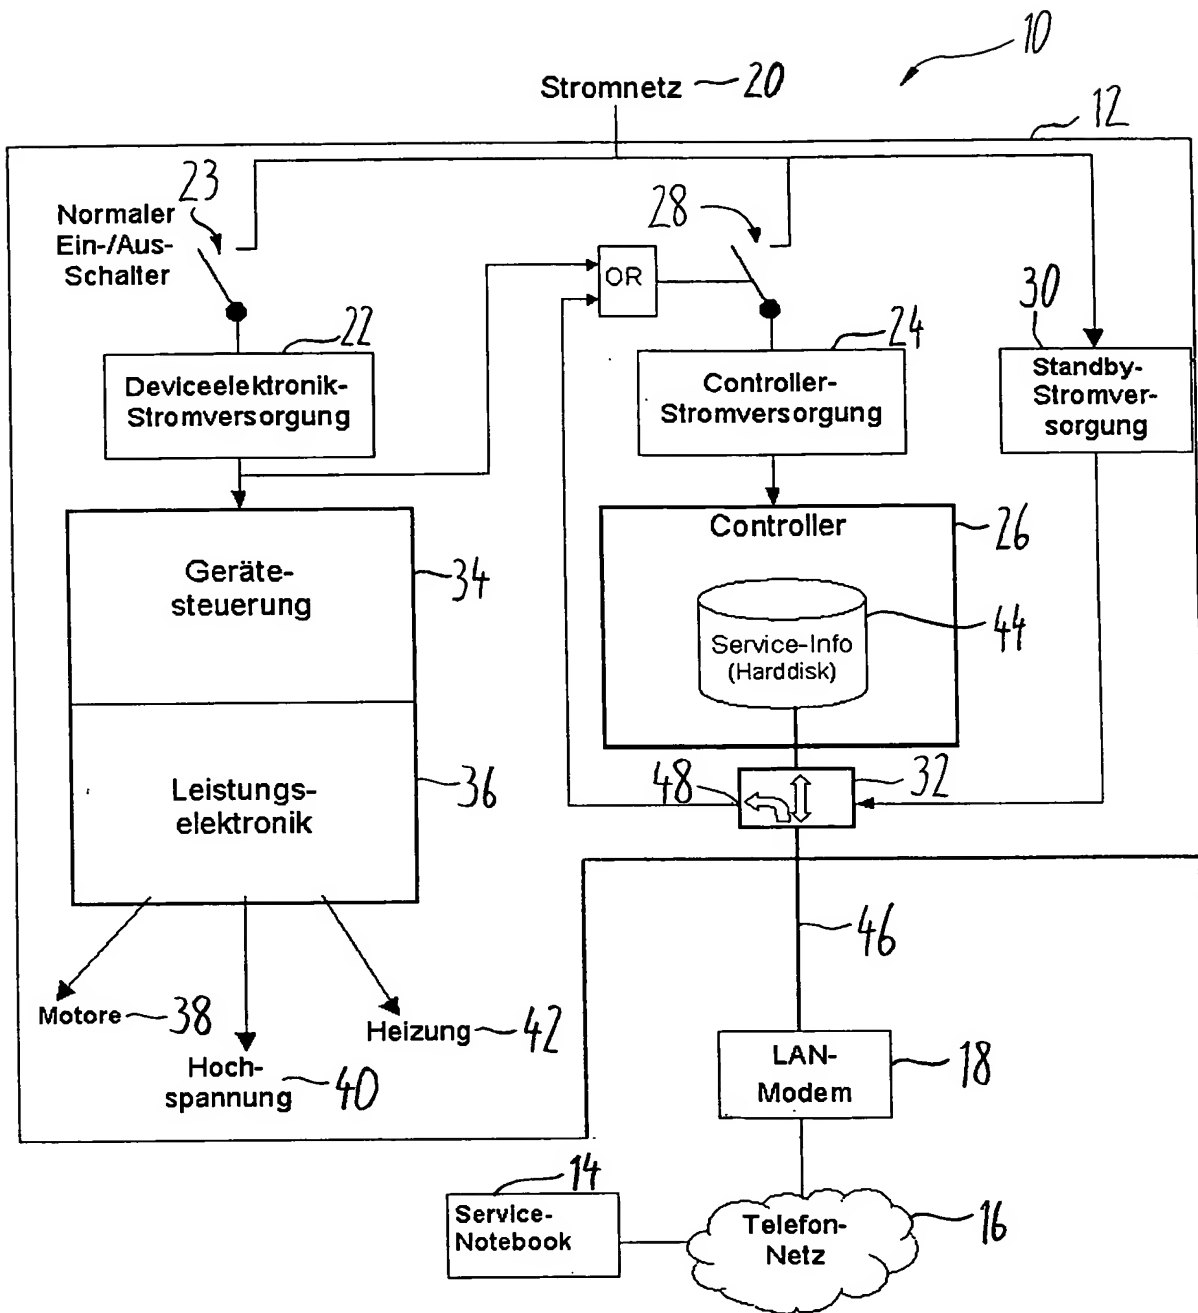 10
Stromnetz 20
12
23
Normaler
Ein-/Aus-
Schalter
28
OR
30
22
Deviceelektronik-
Stromversorgung
24
Controller-
Stromversorgung
Standby-
Stromver-
sorgung
Controller
26
Geräte-
steuerung
34
Service-Info
(Harddisk)
44
Leistungs-
elektronik
36
48
32
46
Motore 38
Heizung 42
Hoch-
spannung 40
LAN-
Modem
18
14
Service-
Notebook
Telefon-
Netz
16